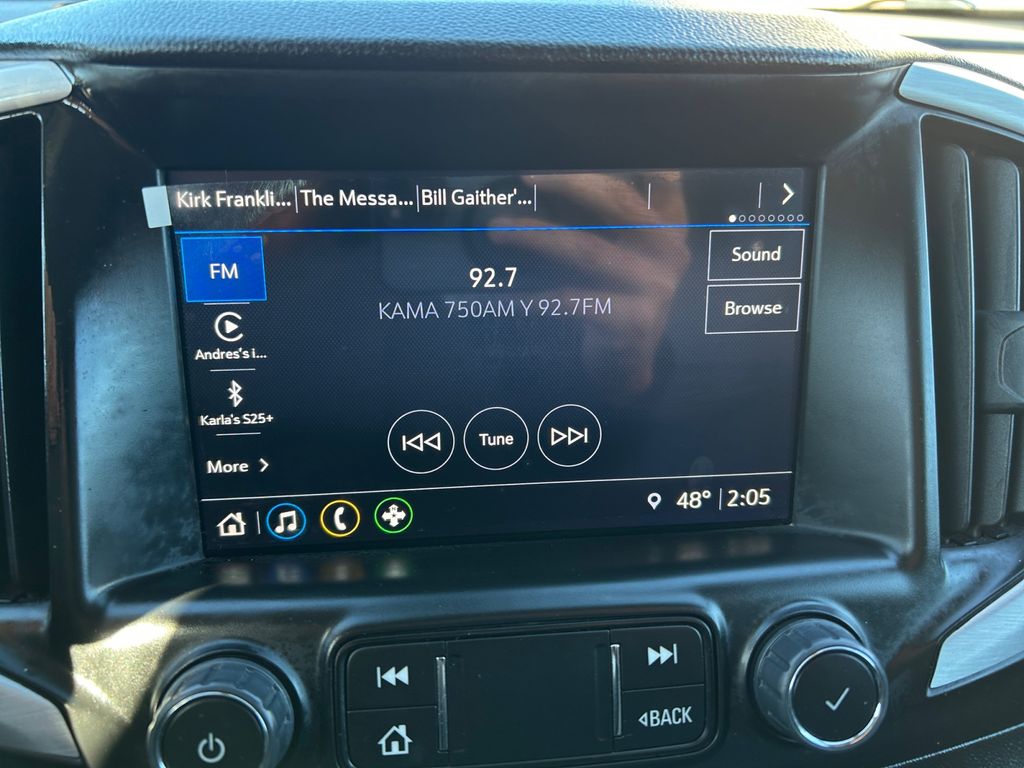 Kirk Frankli... The Messa... Bill Gaither'...
FM
Sound
92.7
KAMA 750AM Y 92.7FM
Browse
Andres's i...
Karla's S25+
Tune
More
48° 2:05
BACK